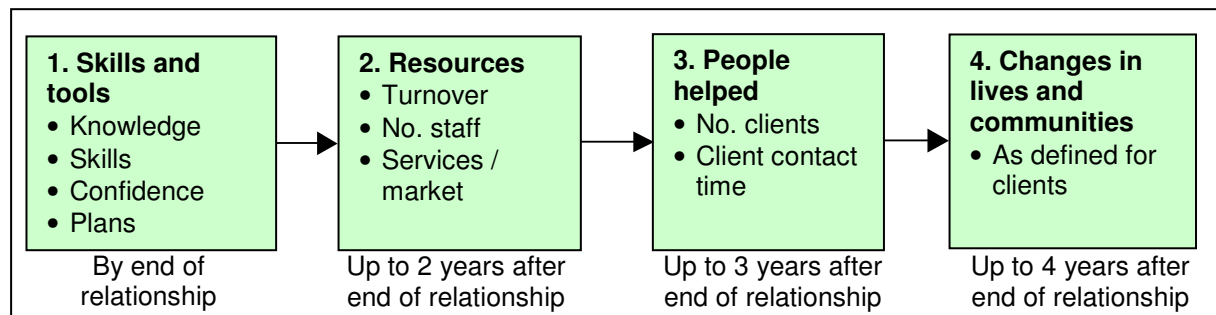 1. Skills and
tools
• Knowledge
• Skills
• Confidence
• Plans
By end of
relationship
2. Resources
• Turnover
• No. staff
• Services /
market
Up to 2 years after
end of relationship
3. People
helped
• No. clients
• Client contact
time
Up to 3 years after
end of relationship
4. Changes in
lives and
communities
• As defined for
clients
Up to 4 years after
end of relationship